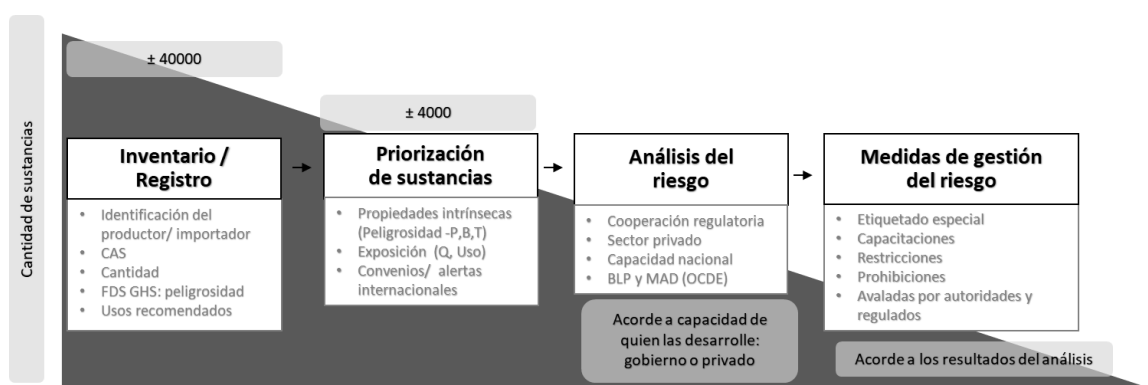 Cantidad de sustancias
± 40000
± 4000
Inventario /
Registro
• Identificación del
productor/ importador
• CAS
• Cantidad
• FDS GHS: peligrosidad
• Usos recomendados
Priorización
de sustancias
• Propiedades intrínsecas
(Peligrosidad -P,B,T)
• Exposición (Q, Uso)
• Convenios/ alertas
internacionales
Análisis del
riesgo
• Cooperación regulatoria
• Sector privado
• Capacidad nacional
• BLP y MAD (OCDE)
Acorde a capacidad de
quien las desarrolle:
gobierno o privado
Medidas de gestión
del riesgo
• Etiquetado especial
• Capacitaciones
• Restricciones
• Prohibiciones
• Avaladas por autoridades y
regulados
Acorde a los resultados del análisis